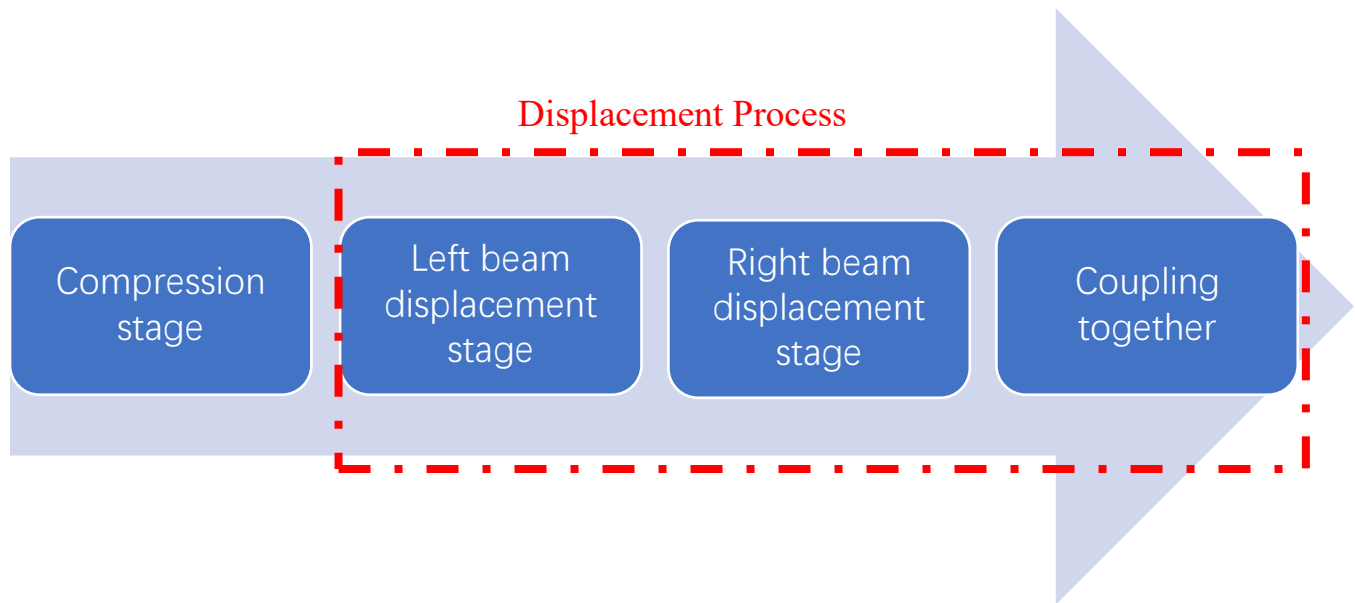 Displacement Process
Compression
stage
Left beam
displacement
stage
Right beam
displacement
stage
Coupling
together